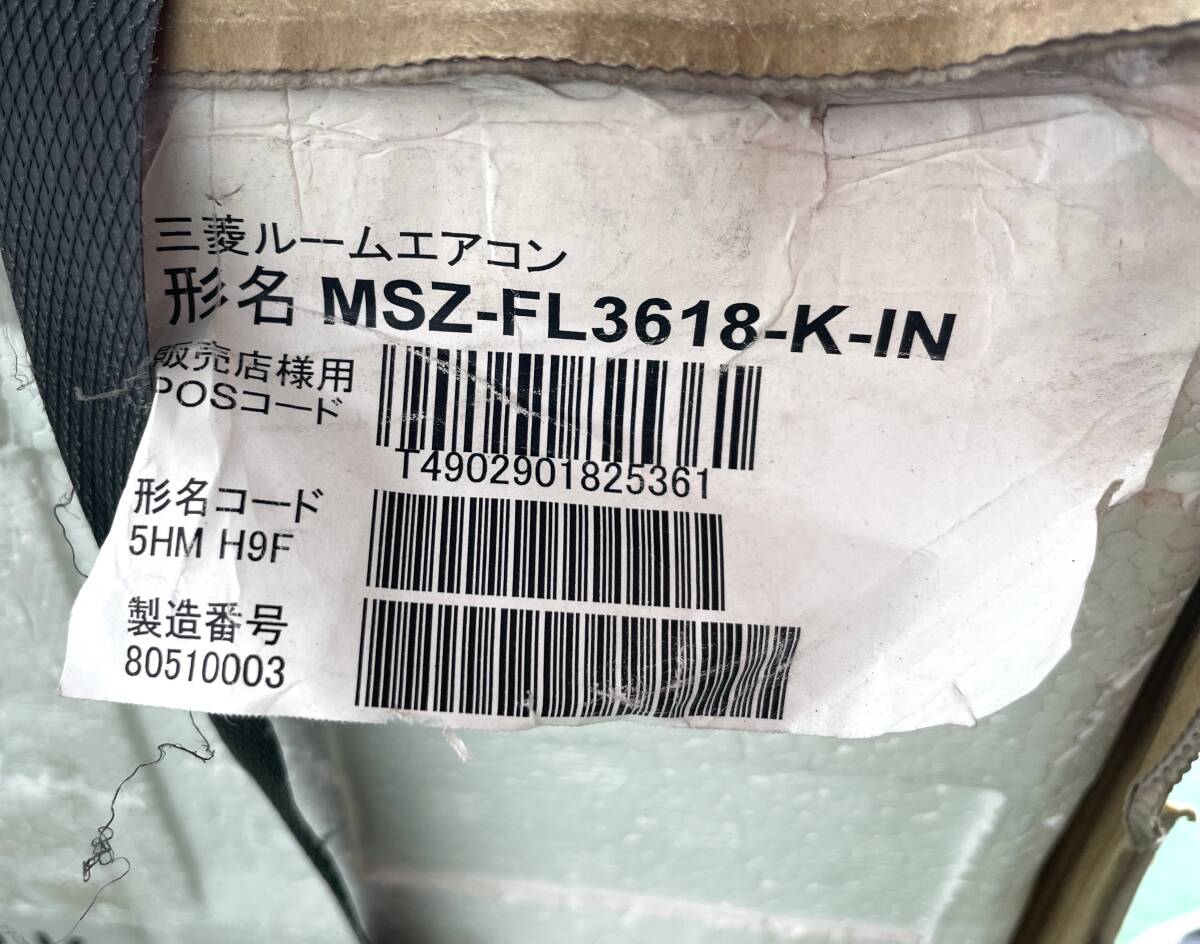 三菱ルームエアコン
形名 MSZ-FL3618-K-IN
販売店様用
POSコード
T4902901825361
形名コード
5HM H9F
製造番号
80510003